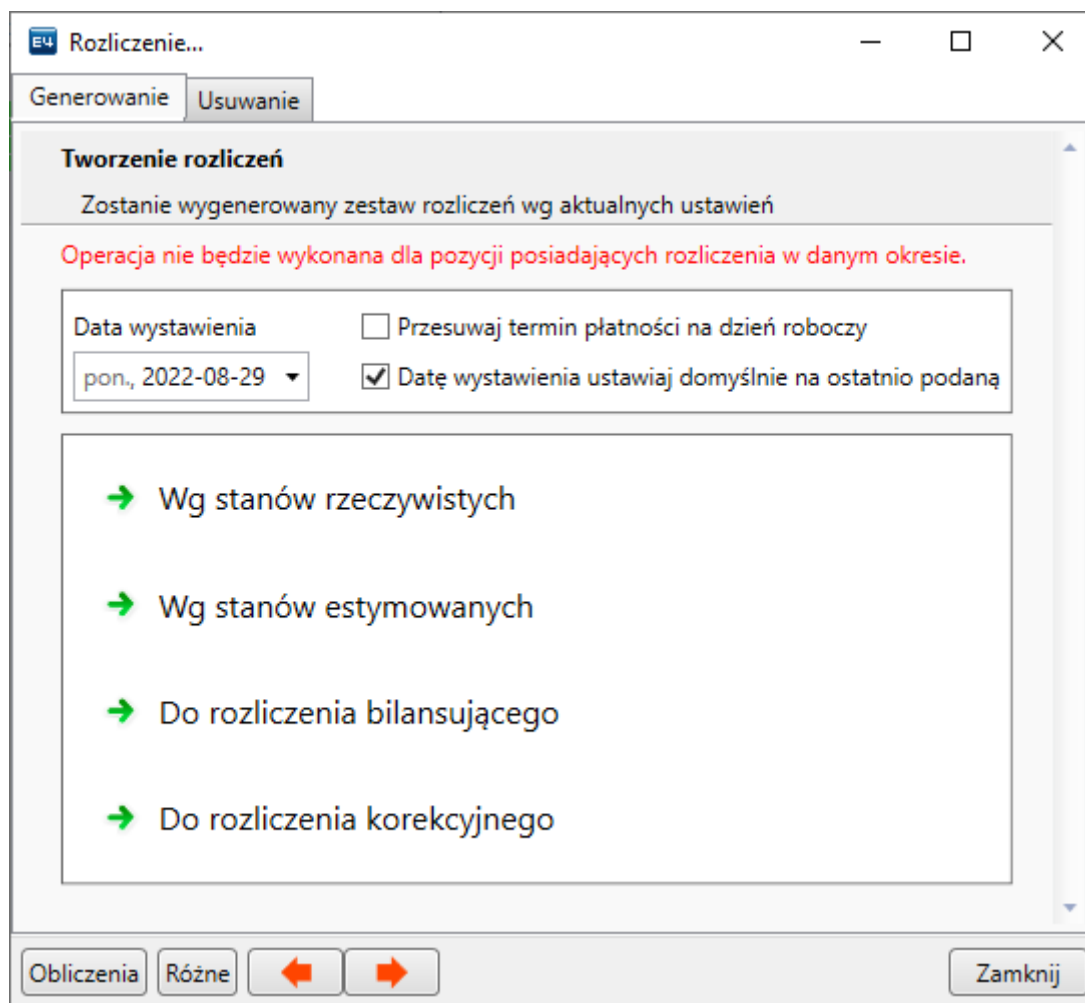 E4 Rozliczenie...
Generowanie Usuwanie
Tworzenie rozliczeń
Zostanie wygenerowany zestaw rozliczeń wg aktualnych ustawień
Operacja nie będzie wykonana dla pozycji posiadających rozliczenia w danym okresie.
Data wystawienia
pon., 2022-08-29
Przesuwaj termin płatności na dzień roboczy
Datę wystawienia ustawiaj domyślnie na ostatnio podaną
Wg stanów rzeczywistych
Wg stanów estymowanych
Do rozliczenia bilansującego
Do rozliczenia korekcyjnego
Obliczenia Różne Zamknij